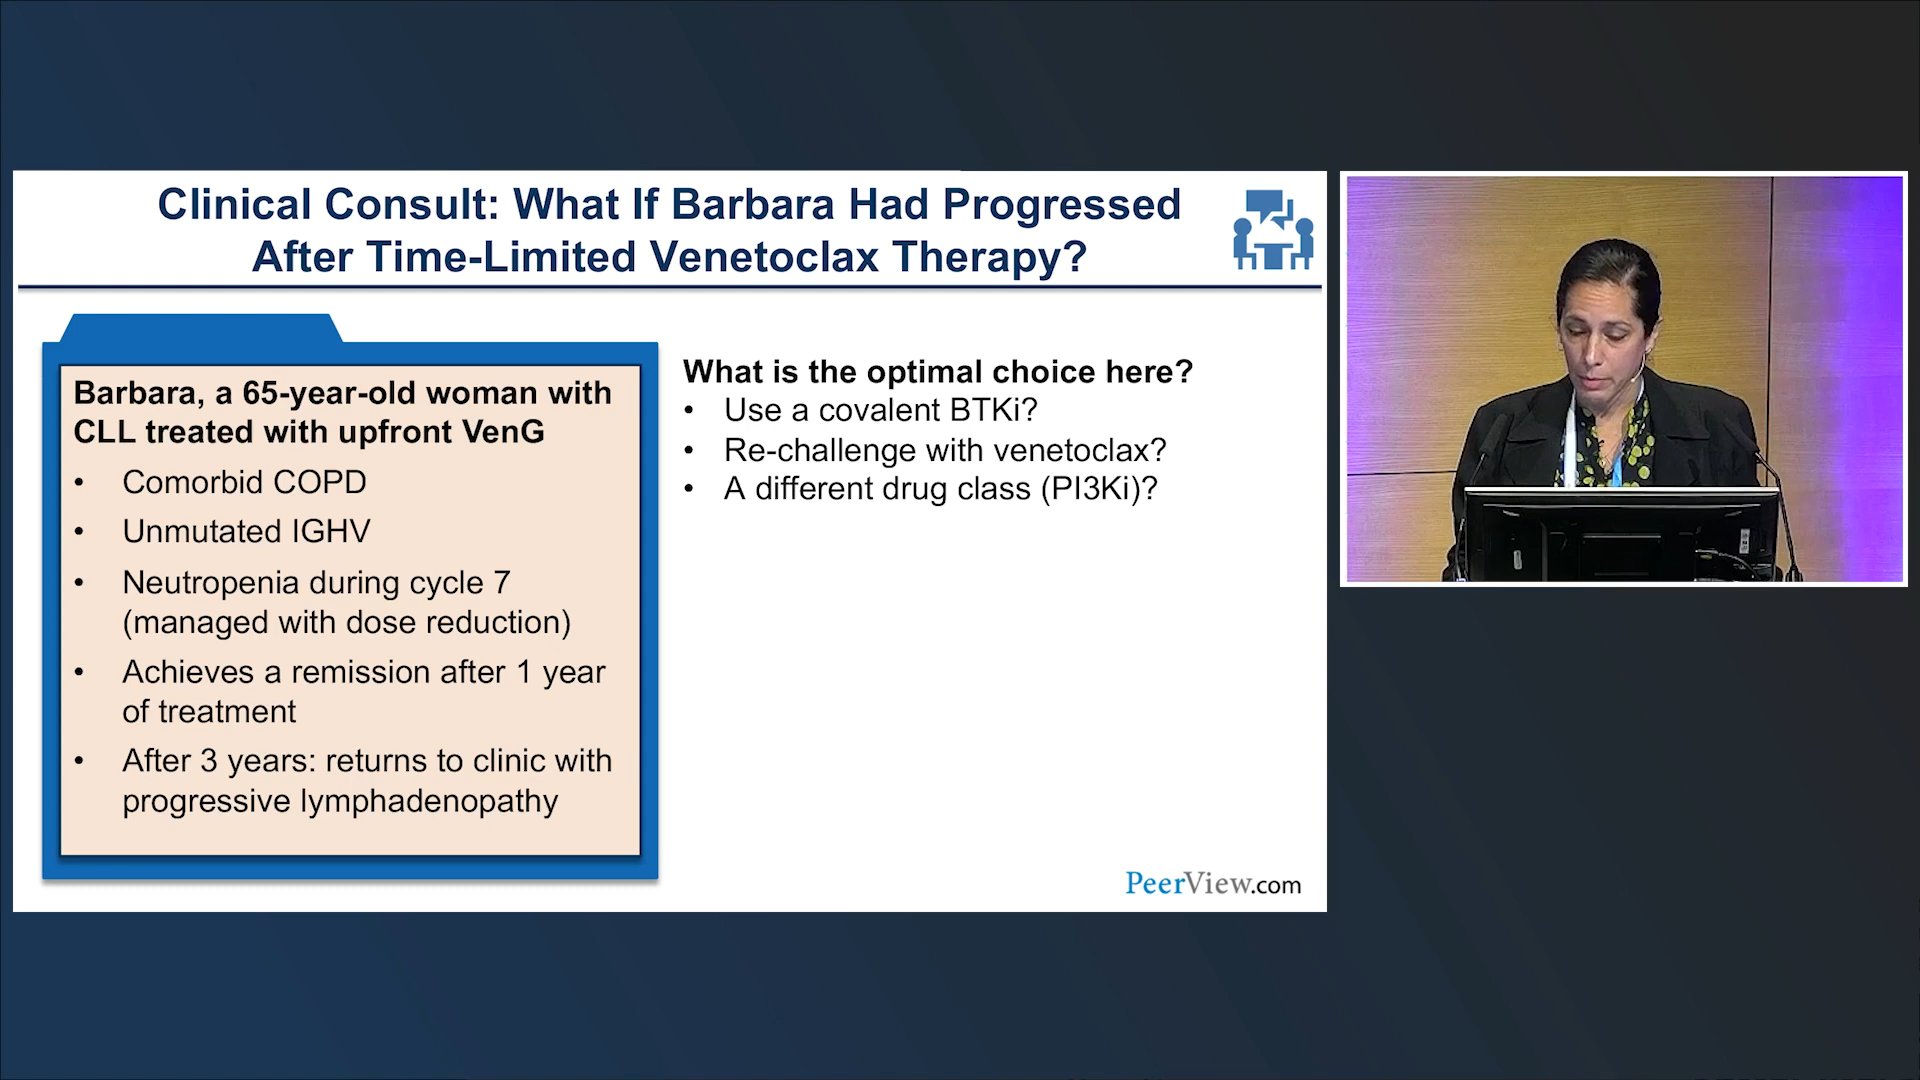 Clinical Consult: What If Barbara Had Progressed
After Time-Limited Venetoclax Therapy?
Barbara, a 65-year-old woman with
CLL treated with upfront VenG
• Comorbid COPD
• Unmutated IGHV
• Neutropenia during cycle 7
(managed with dose reduction)
• Achieves a remission after 1 year
of treatment
• After 3 years: returns to clinic with
progressive lymphadenopathy
What is the optimal choice here?
• Use a covalent BTKi?
• Re-challenge with venetoclax?
• A different drug class (PI3Ki)?
PeerView.com